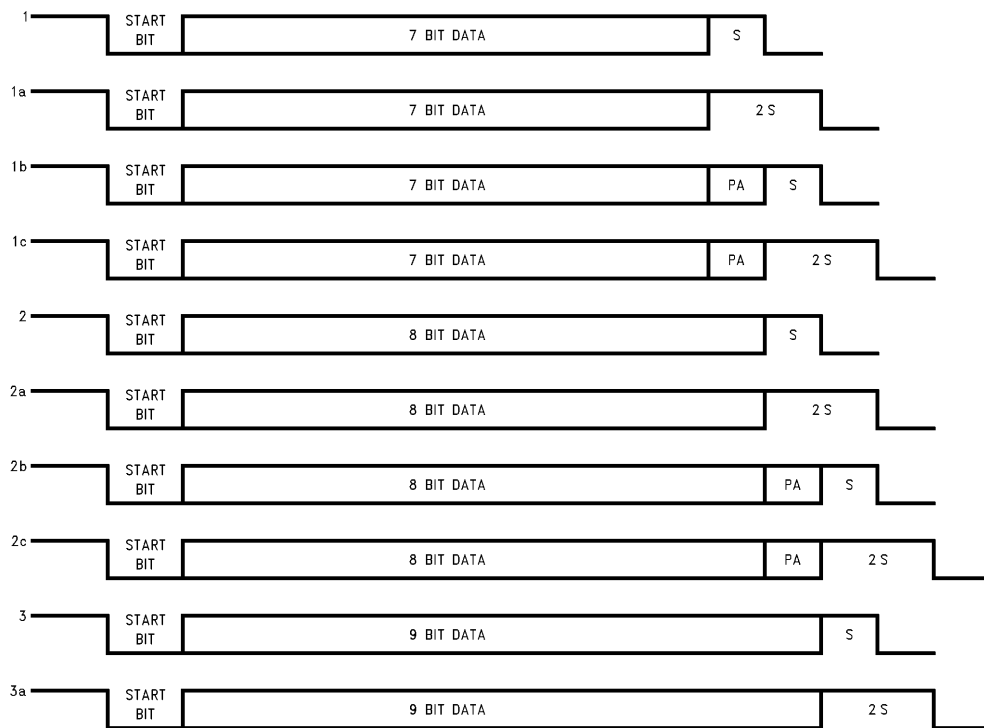 1
START
BIT
7 BIT DATA
S
1a
START
BIT
7 BIT DATA
2 S
1b
START
BIT
7 BIT DATA
PA
S
1c
START
BIT
7 BIT DATA
PA
2 S
2
START
BIT
8 BIT DATA
S
2a
START
BIT
8 BIT DATA
2 S
2b
START
BIT
8 BIT DATA
PA
S
2c
START
BIT
8 BIT DATA
PA
2 S
3
START
BIT
9 BIT DATA
S
3a
START
BIT
9 BIT DATA
2 S